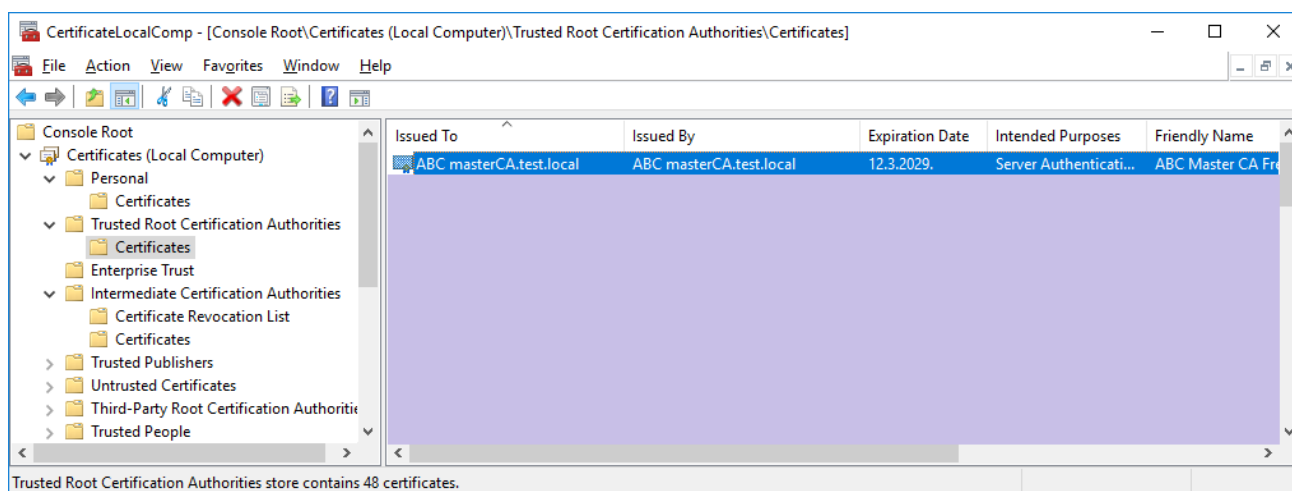 CertificateLocalComp - [Console Root\Certificates (Local Computer)\Trusted Root Certification Authorities\Certificates]
File Action View Favorites Window Help
Console Root
Certificates (Local Computer)
Personal
Certificates
Trusted Root Certification Authorities
Certificates
Enterprise Trust
Intermediate Certification Authorities
Certificate Revocation List
Certificates
Trusted Publishers
Untrusted Certificates
Third-Party Root Certification Authoritie
Trusted People
Issued To Issued By Expiration Date Intended Purposes Friendly Name
ABC masterCA.test.local ABC masterCA.test.local 12.3.2029. Server Authenticati... ABC Master CA Fre
Trusted Root Certification Authorities store contains 48 certificates.